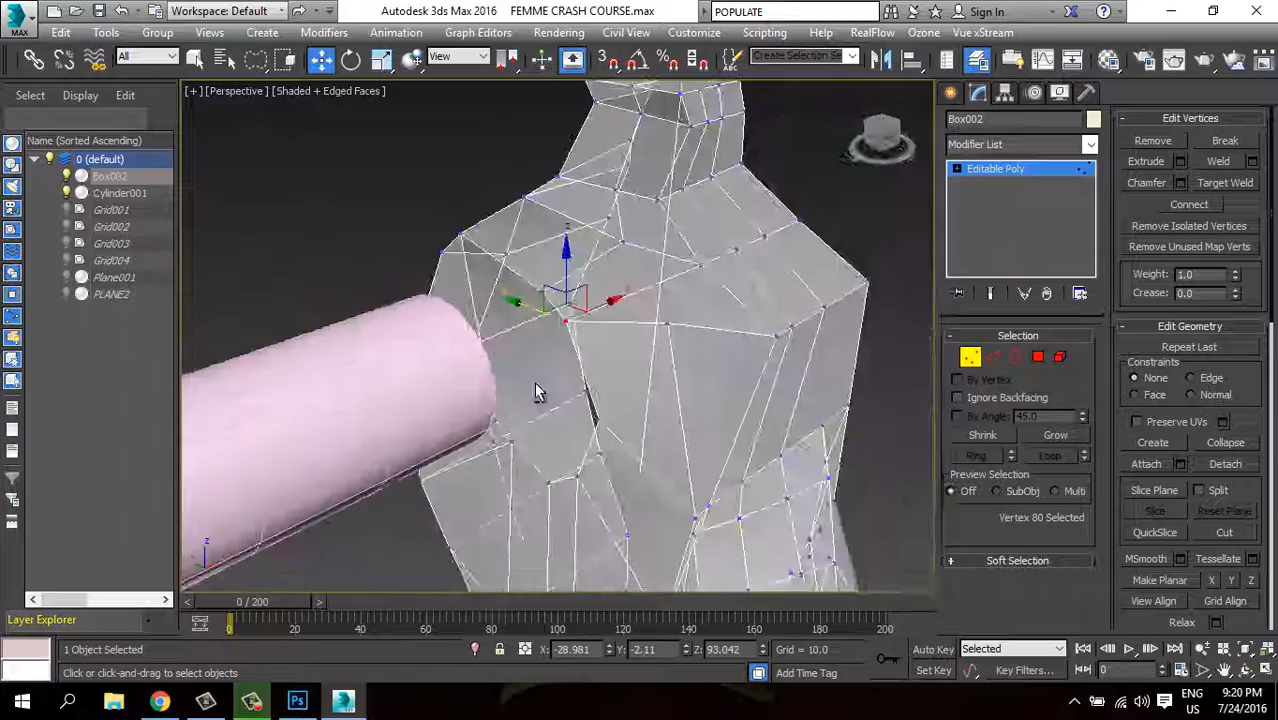 MAX
Workspace: Default
Autodesk 3ds Max 2016 FEMME CRASH COURSE.max
POPULATE
Sign In
Edit Tools Group Views Create Modifiers Animation Graph Editors Rendering Civil View Customize Scripting Help RealFlow Ozone Vue xStream
All View Create Selection Se
Select Display Edit
[+] [Perspective] [Shaded + Edged Faces]
Name (Sorted Ascending)
0 (default)
Box002
Cylinder001
Grid001
Grid002
Grid003
Grid004
Plane001
PLANE2
z
Box002
Modifier List
Editable Poly
Selection
By Vertex
Ignore Backfacing
By Angle: 45.0
Shrink Grow
Ring Loop
Preview Selection
Off SubObj Multi
Vertex 80 Selected
Soft Selection
Edit Vertices
Remove Break
Extrude Weld
Chamfer Target Weld
Connect
Remove Isolated Vertices
Remove Unused Map Verts
Weight: 1.0
Crease: 0.0
Edit Geometry
Repeat Last
Constraints
None Edge
Face Normal
Preserve UVs
Create Collapse
Attach Detach
Slice Plane Split
Slice Reset Plane
QuickSlice Cut
MSmooth Tessellate
Make Planar X Y Z
View Align Grid Align
Relax
Layer Explorer
0 / 200
0 20 40 60 80 100 120 140 160 180 200
1 Object Selected X: -28.981 Y: -2.11 Z: 93.042 Grid = 10.0 Auto Key Selected
Click or click-and-drag to select objects Add Time Tag Set Key Key Filters... 0
ENG 9:20 PM
US 7/24/2016